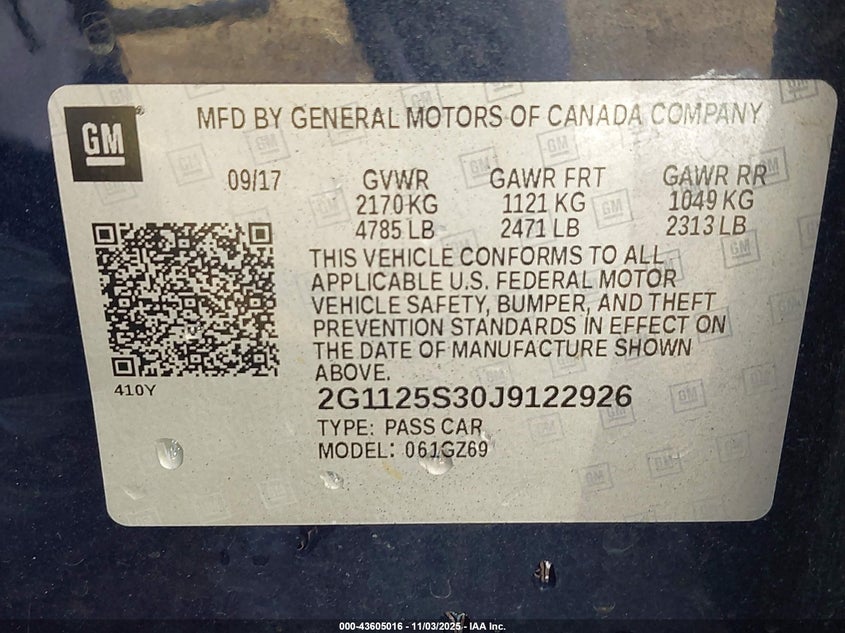 GM
MFD BY GENERAL MOTORS OF CANADA COMPANY
09/17 GVWR GAWR FRT GAWR RR
2170 KG 1121 KG 1049 KG
4785 LB 2471 LB 2313 LB
THIS VEHICLE CONFORMS TO ALL
APPLICABLE U.S. FEDERAL MOTOR
VEHICLE SAFETY, BUMPER, AND THEFT
PREVENTION STANDARDS IN EFFECT ON
THE DATE OF MANUFACTURE SHOWN
ABOVE.
410Y
2G1125S30J9122926
TYPE: PASS CAR
MODEL: 061GZ69
000-43605016 - 11/03/2025 - IAA Inc.